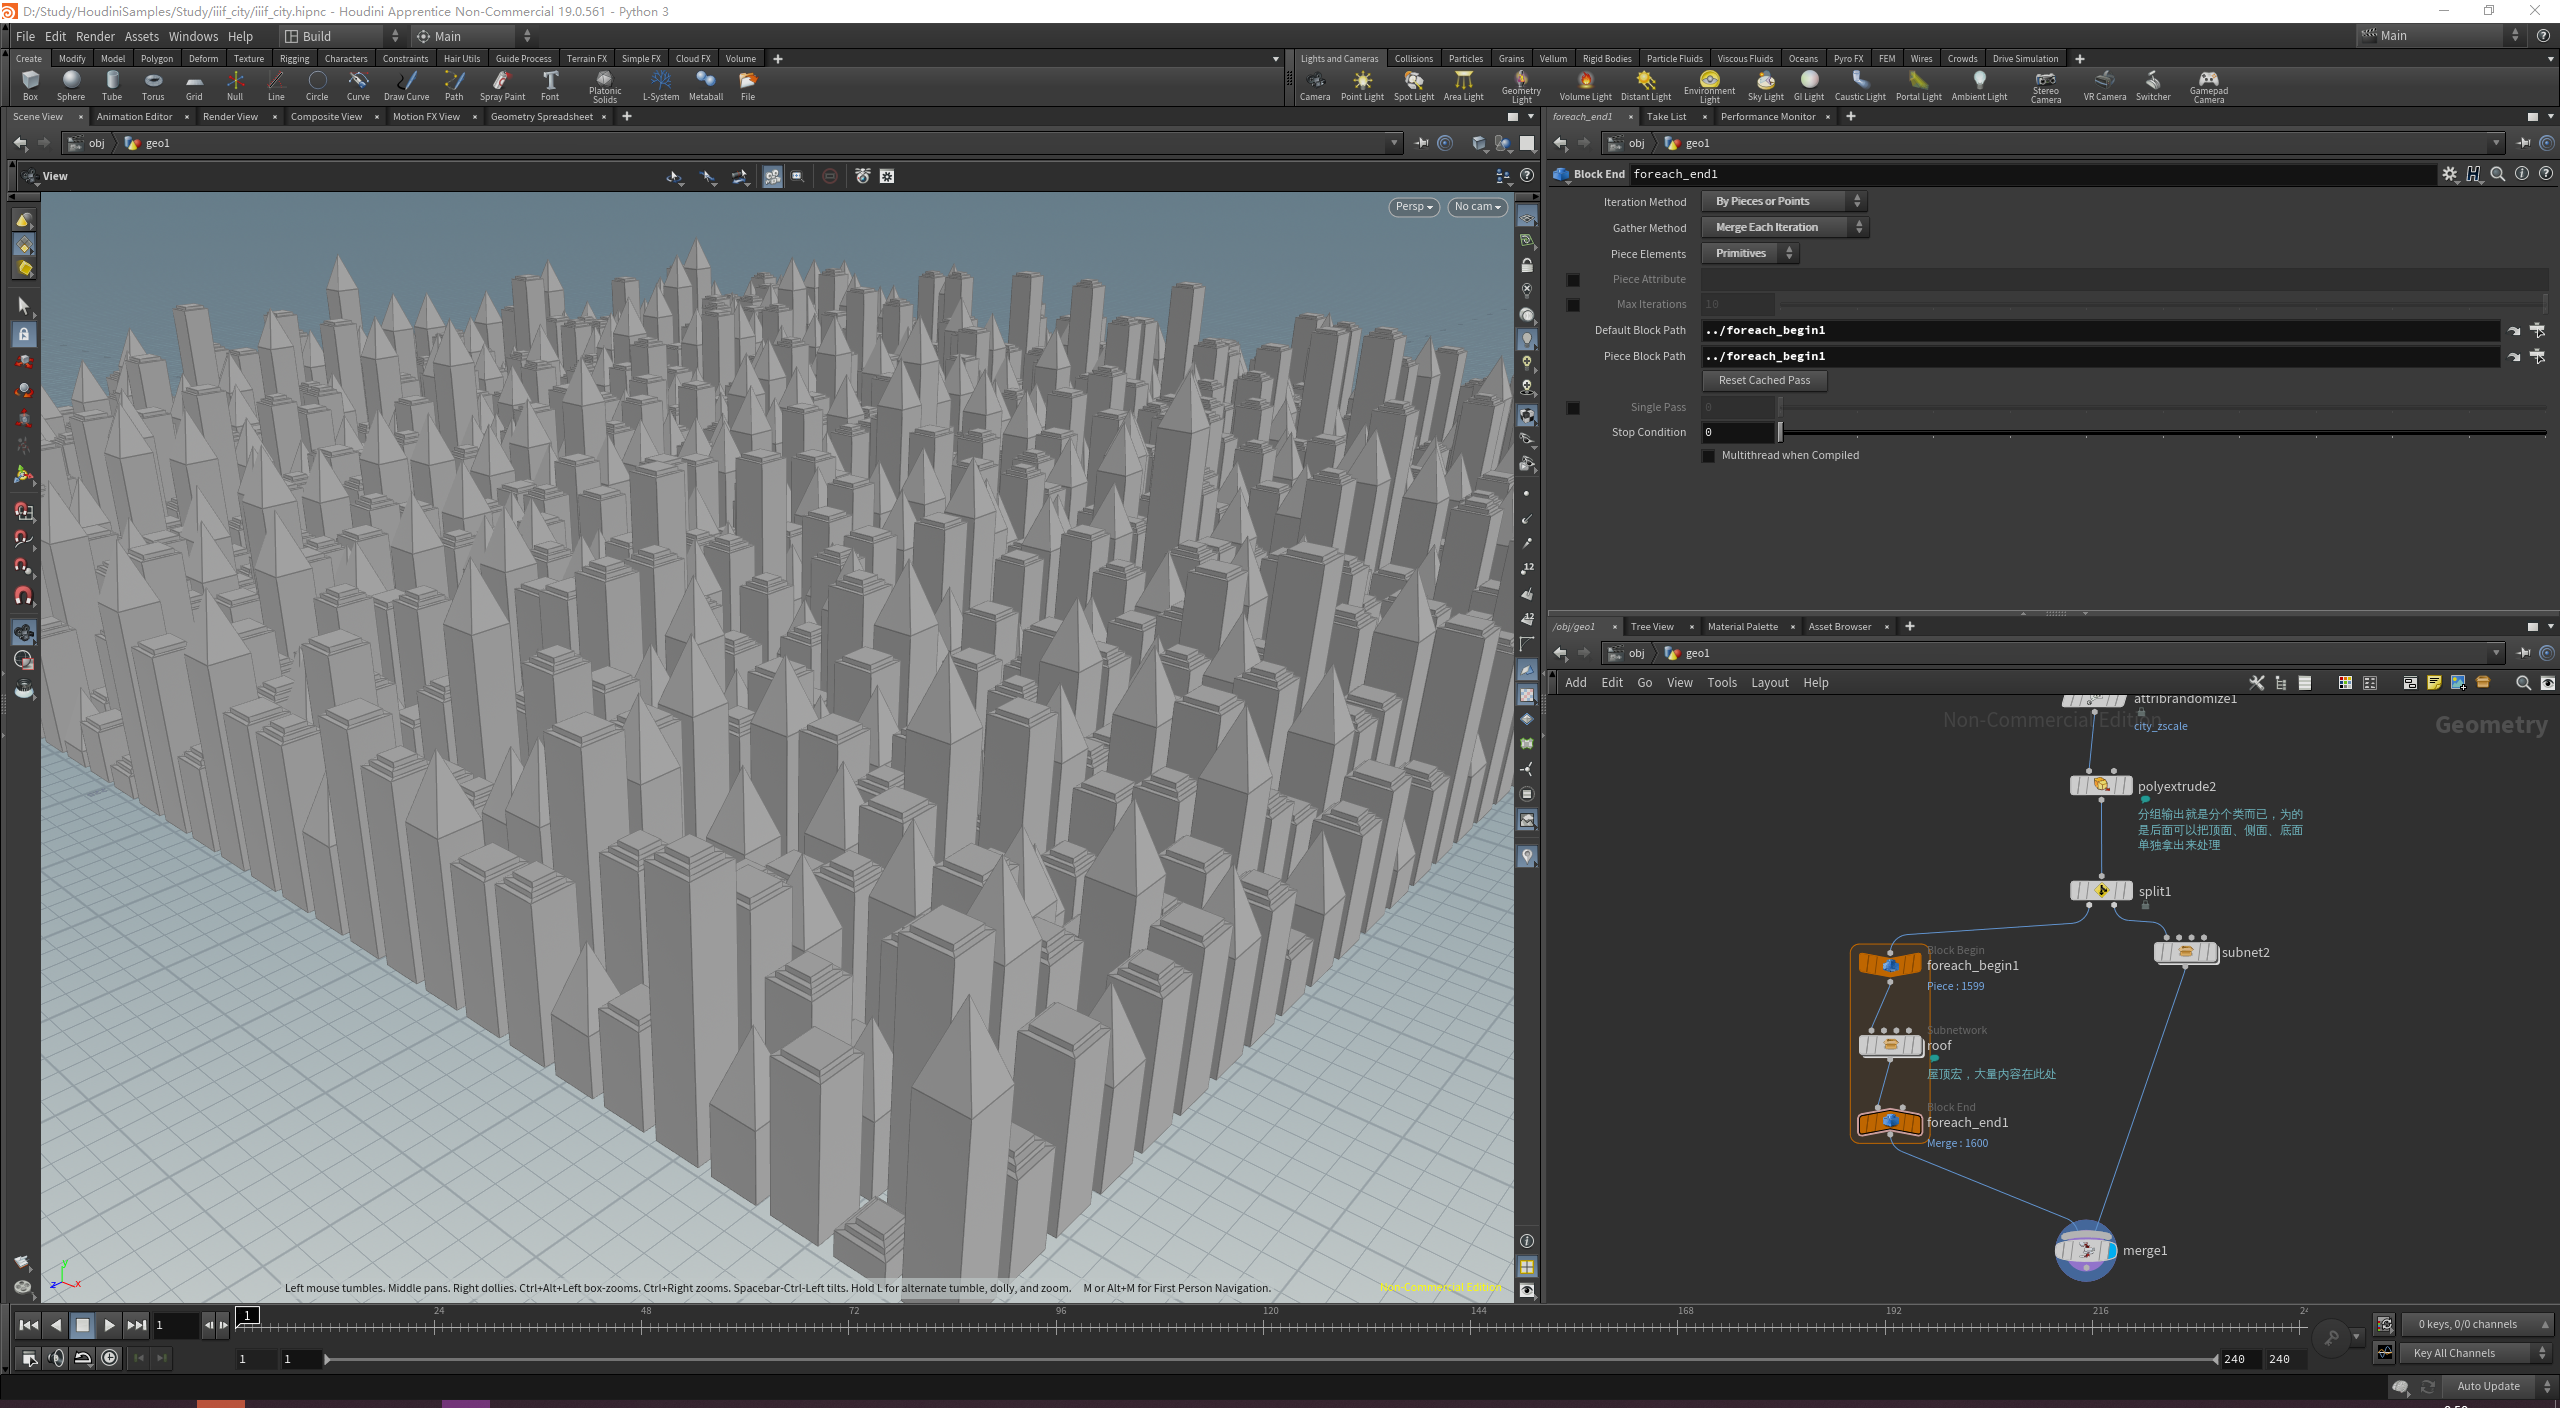 D:/Study/HoudiniSamples/Study/iiif_city/iiif_city.hipnc - Houdini Apprentice Non-Commercial 19.0.561 - Python 3
File Edit Render Assets Windows Help Build Main Main
Create Modify Model Polygon Deform Texture Rigging Characters Constraints Hair Utils Guide Process Terrain FX Simple FX Cloud FX Volume
Lights and Cameras Collisions Particles Grains Vellum Rigid Bodies Particle Fluids Viscous Fluids Oceans Pyro FX FEM Wires Crowds Drive Simulation
Box Sphere Tube Torus Grid Null Line Circle Curve Draw Curve Path Spray Paint Font Platonic Solids L-System Metaball File
Camera Point Light Spot Light Area Light Geometry Light Volume Light Distant Light Environment Light Sky Light GI Light Caustic Light Portal Light Ambient Light Stereo Camera VR Camera Switcher Gamepad Camera
Scene View Animation Editor Render View Composite View Motion FX View Geometry Spreadsheet
obj geo1
View
Persp No cam
12
12
Left mouse tumbles. Middle pans. Right dollies. Ctrl+Alt+Left box-zooms. Ctrl+Right zooms. Spacebar-Ctrl-Left tilts. Hold L for alternate tumble, dolly, and zoom. M or Alt+M for First Person Navigation.
Non-Commercial Edition
y
z x
foreach_end1 Take List Performance Monitor
obj geo1
Block End foreach_end1
Iteration Method By Pieces or Points
Gather Method Merge Each Iteration
Piece Elements Primitives
Piece Attribute
Max Iterations 10
Default Block Path ../foreach_begin1
Piece Block Path ../foreach_begin1
Reset Cached Pass
Single Pass 0
Stop Condition 0
Multithread when Compiled
/obj/geo1 Tree View Material Palette Asset Browser
obj geo1
Add Edit Go View Tools Layout Help
Non-Commercial Edition
Geometry
attribrandomize1
city_zscale
polyextrude2
分组输出就是分个类而已，为的
是后面可以把顶面、侧面、底面
单独拿出来处理
split1
subnet2
Block Begin
foreach_begin1
Piece : 1599
Subnetwork
roof
屋顶宏，大量内容在此处
Block End
foreach_end1
Merge : 1600
merge1
1 1 24 48 72 96 120 144 168 192 216
0 keys, 0/0 channels
1 1 240 240
Key All Channels
Auto Update